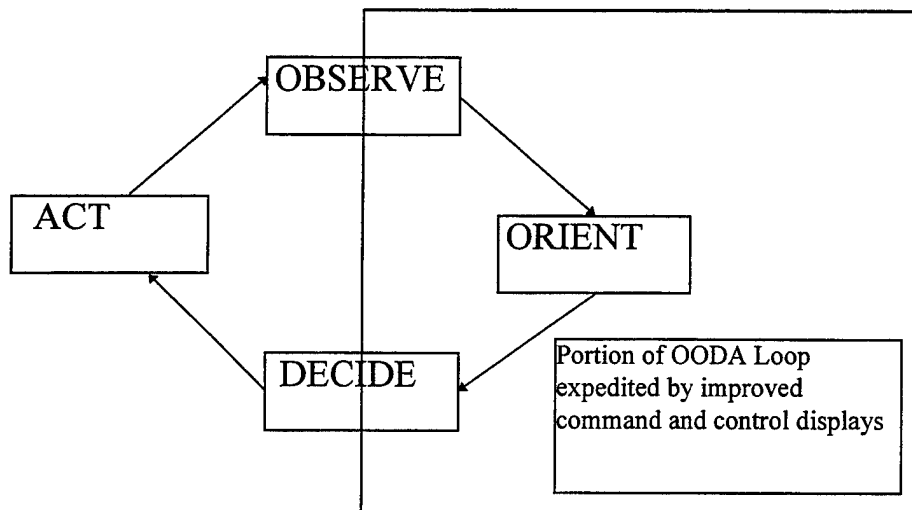 OBSERVE
ACT
ORIENT
DECIDE
Portion of OODA Loop
expedited by improved
command and control displays